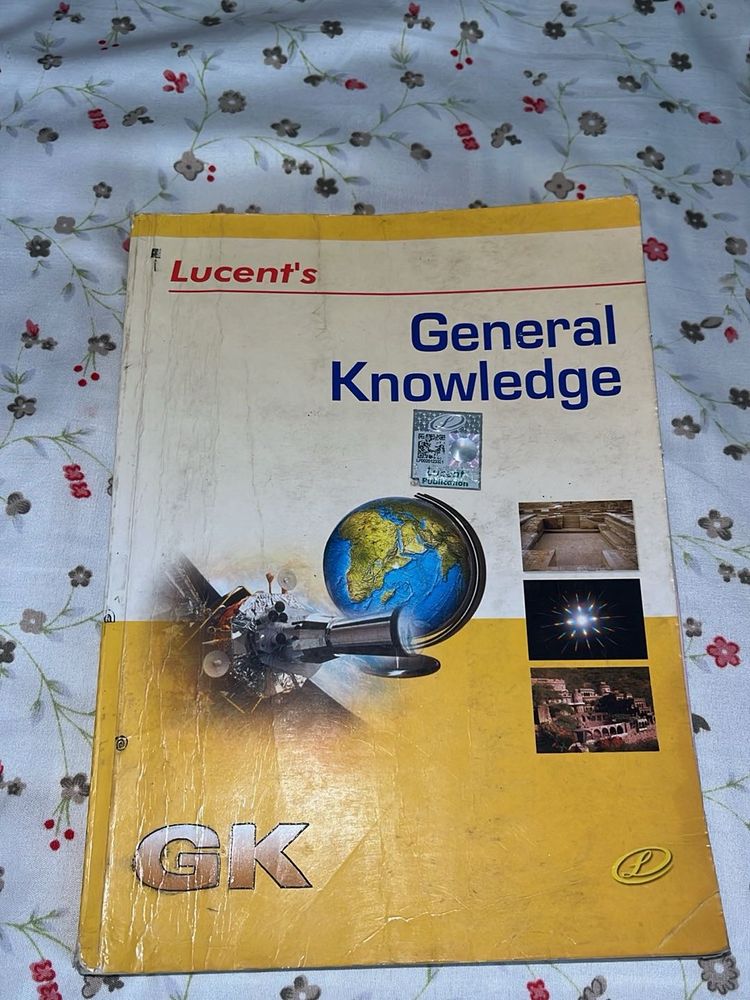 Lucent's
General
Knowledge
Lucent
Publication
GK
L